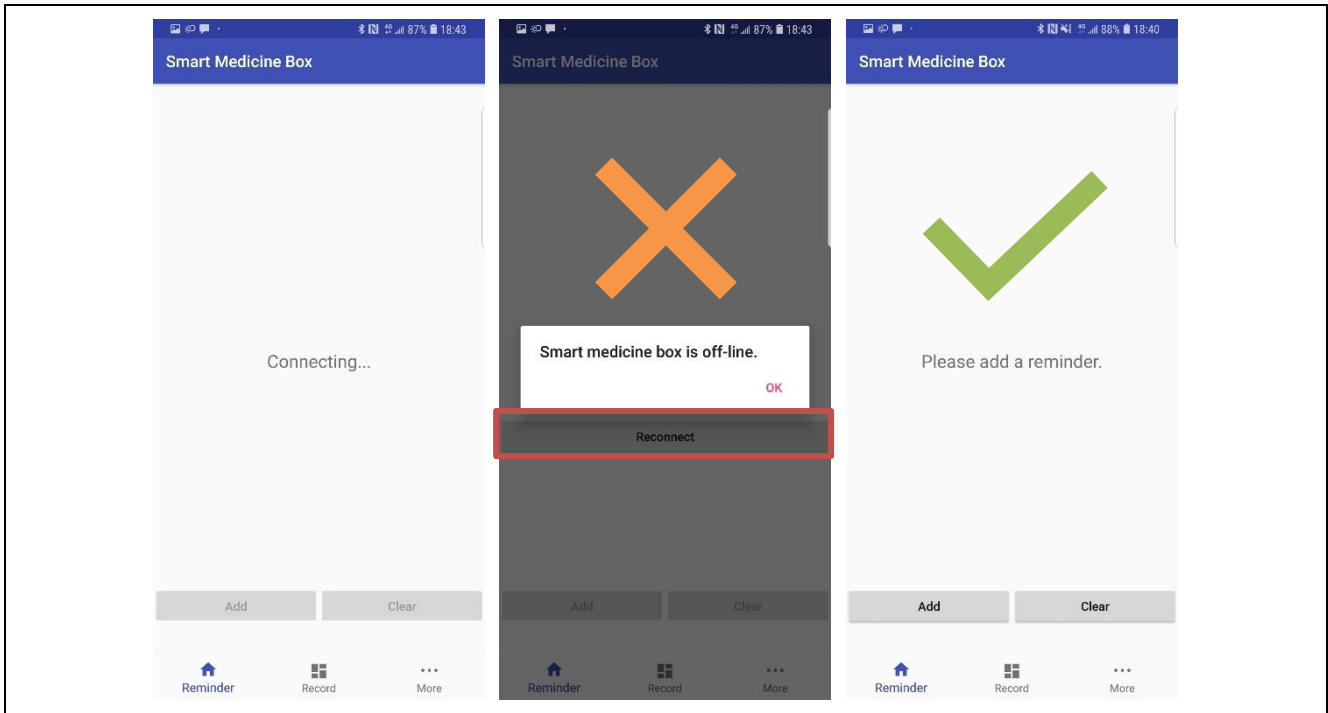 87% 18:43
Smart Medicine Box
Connecting...
Add Clear
Reminder Record More
87% 18:43
Smart Medicine Box
Smart medicine box is off-line.
OK
Reconnect
Add Clear
Reminder Record More
88% 18:40
Smart Medicine Box
Please add a reminder.
Add Clear
Reminder Record More